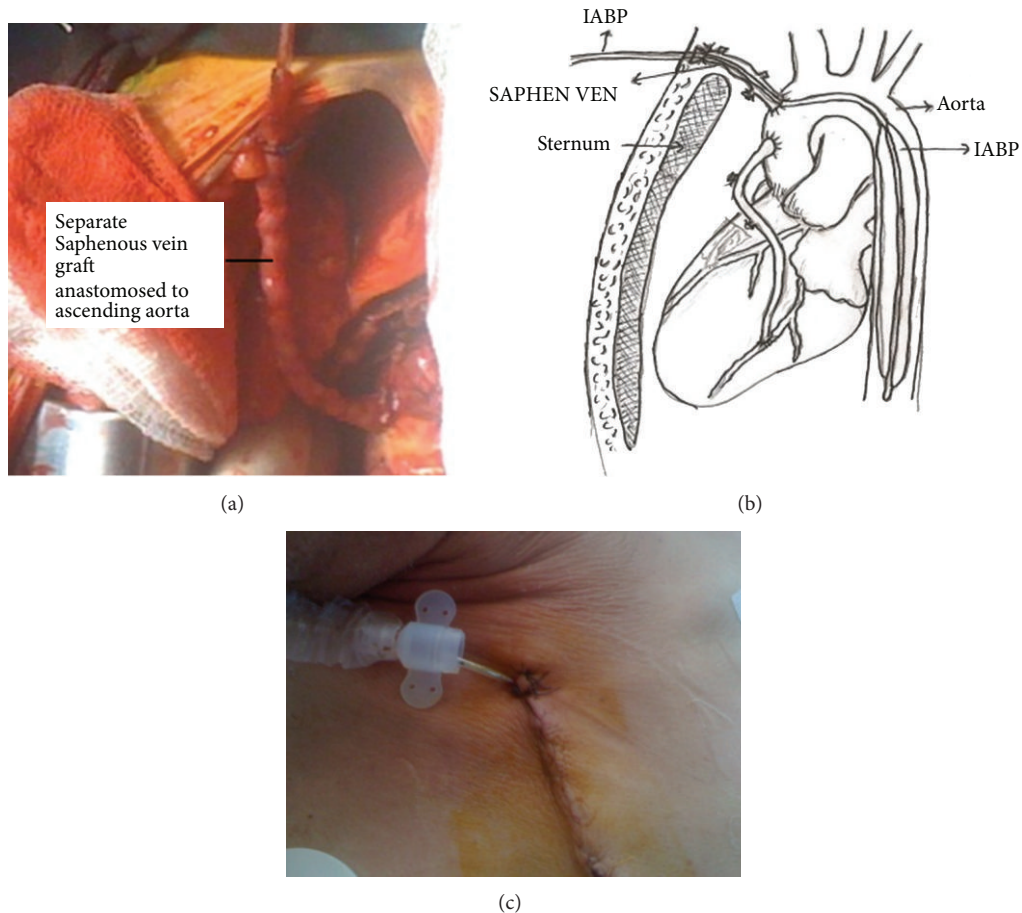 Separate
Saphenous vein
graft
anastomosed to
ascending aorta
(a)
IABP
SAPHEN VEN
Sternum
Aorta
IABP
(b)
(c)